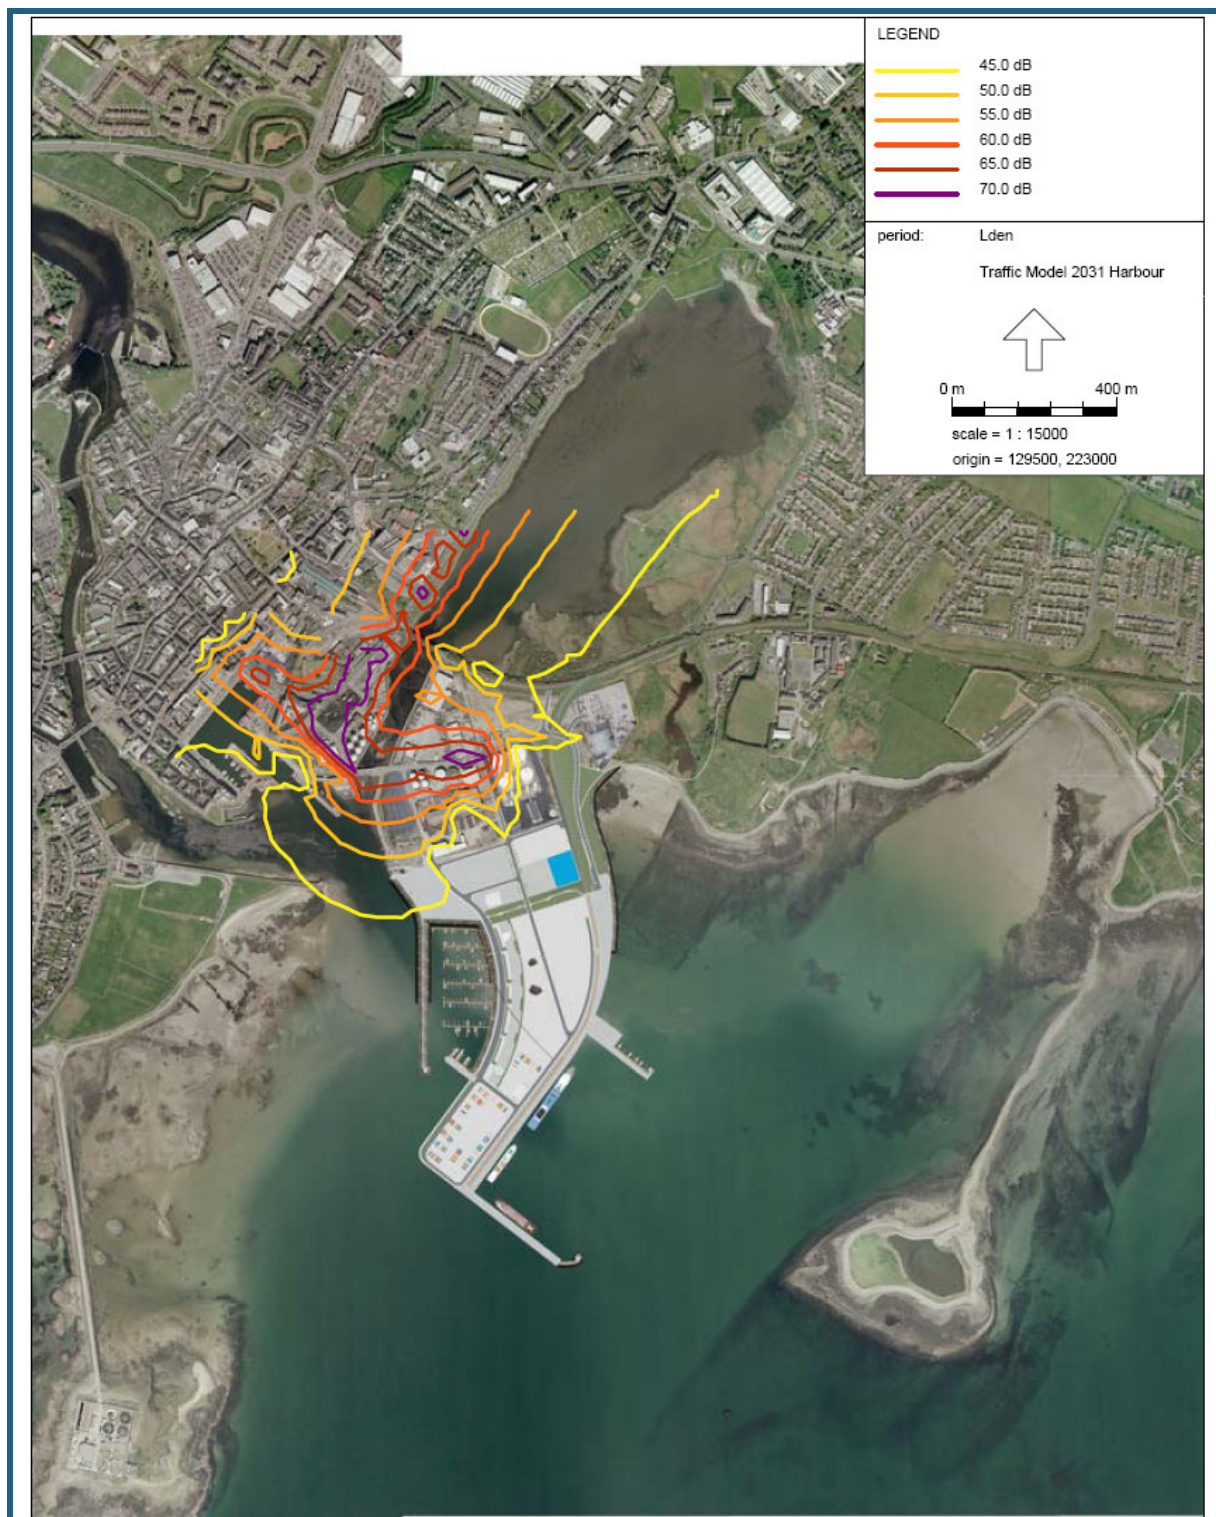 LEGEND
45.0 dB
50.0 dB
55.0 dB
60.0 dB
65.0 dB
70.0 dB
period: Lden
Traffic Model 2031 Harbour
0 m 400 m
scale = 1 : 15000
origin = 129500, 223000